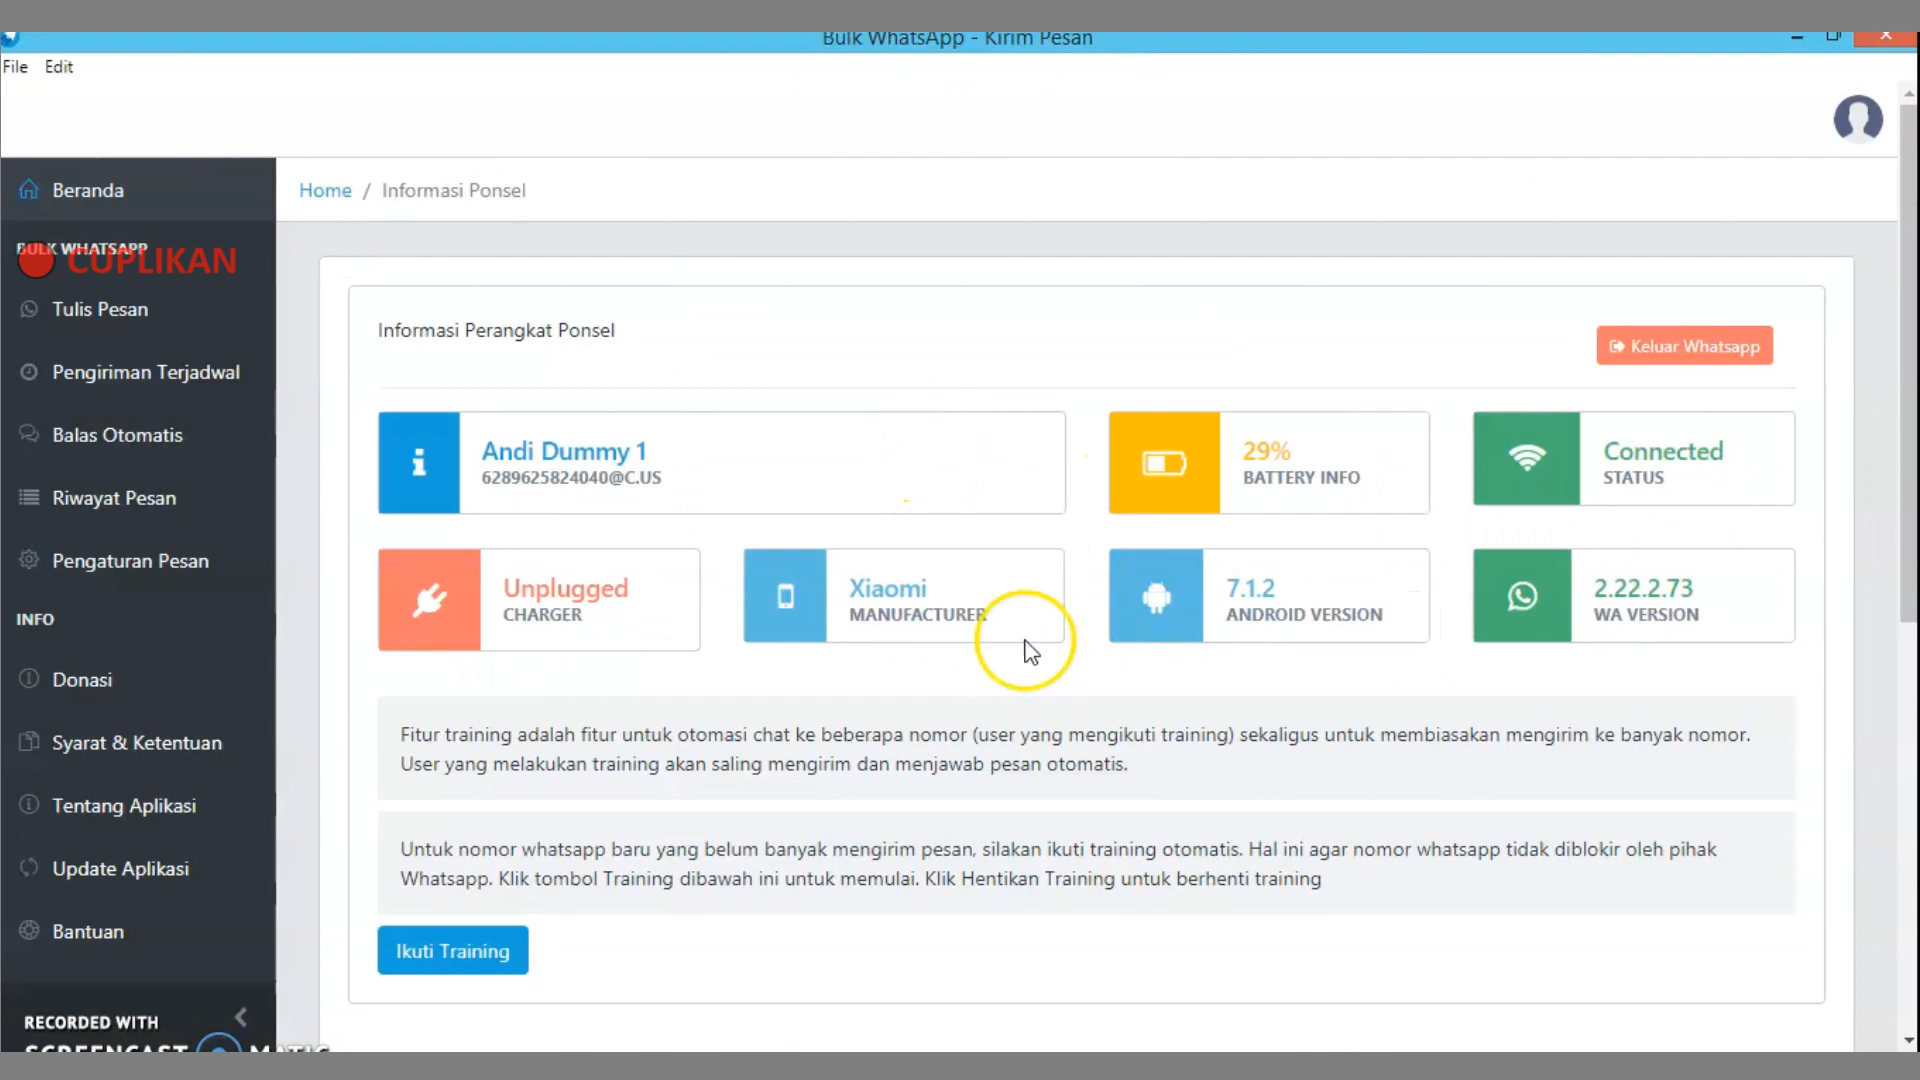 Bulk WhatsApp - Kirim Pesan
File Edit
Beranda
BULK WHATSAPP
CUPLIKAN
Tulis Pesan
Pengiriman Terjadwal
Balas Otomatis
Riwayat Pesan
Pengaturan Pesan
INFO
Donasi
Syarat & Ketentuan
Tentang Aplikasi
Update Aplikasi
Bantuan
RECORDED WITH
SCREENCAST MATIC
Home / Informasi Ponsel
Informasi Perangkat Ponsel
Keluar Whatsapp
Andi Dummy 1
6289625824040@C.US
29%
BATTERY INFO
Connected
STATUS
Unplugged
CHARGER
Xiaomi
MANUFACTURER
7.1.2
ANDROID VERSION
2.22.2.73
WA VERSION
Fitur training adalah fitur untuk otomasi chat ke beberapa nomor (user yang mengikuti training) sekaligus untuk membiasakan mengirim ke banyak nomor.
User yang melakukan training akan saling mengirim dan menjawab pesan otomatis.
Untuk nomor whatsapp baru yang belum banyak mengirim pesan, silakan ikuti training otomatis. Hal ini agar nomor whatsapp tidak diblokir oleh pihak
Whatsapp. Klik tombol Training dibawah ini untuk memulai. Klik Hentikan Training untuk berhenti training
Ikuti Training